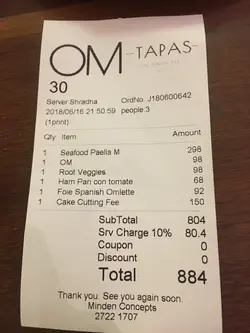 OM -TAPAS-
30
Server Shradha OrdNo J180600642
2018/06/16 21:50:59 people:3
(1print)
Qty Item Amount
1 Seafood Paella M 298
1 OM 98
1 Root Veggies 98
1 Ham Pan con tomate 68
1 Foie Spanish Omlette 92
1 Cake Cutting Fee 150
SubTotal 804
Srv Charge 10% 80.4
Coupon 0
Discount 0
Total 884
Thank you. See you again soon.
Minden Concepts
2722 1707